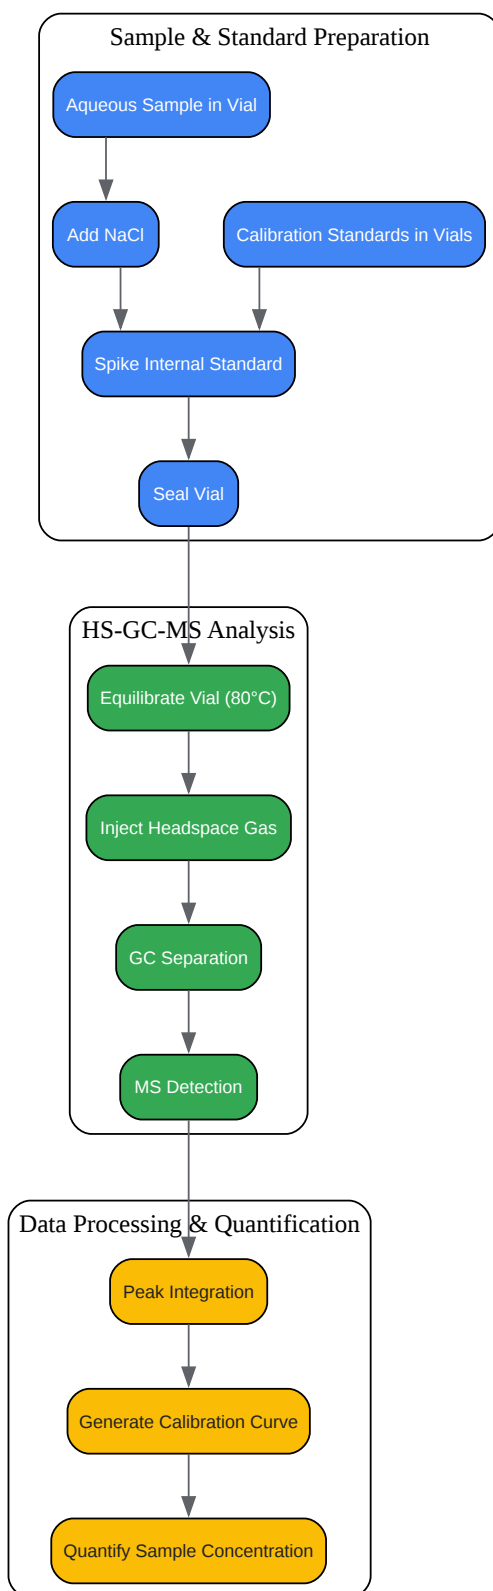 Sample & Standard Preparation
Aqueous Sample in Vial
Add NaCl
Calibration Standards in Vials
Spike Internal Standard
Seal Vial
HS-GC-MS Analysis
Equilibrate Vial (80°C)
Inject Headspace Gas
GC Separation
MS Detection
Data Processing & Quantification
Peak Integration
Generate Calibration Curve
Quantify Sample Concentration